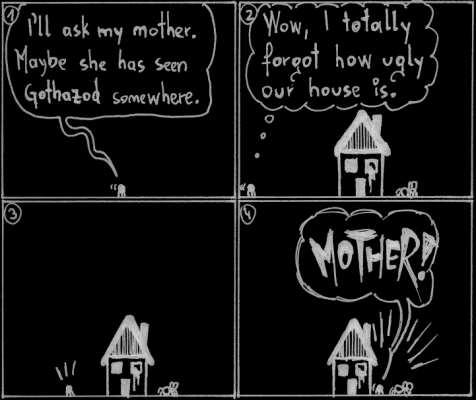 1
I'll ask my mother.
Maybe she has seen
Gothazod somewhere.
2
Wow, I totally
forgot how ugly
our house is.
3
4
MOTHER!